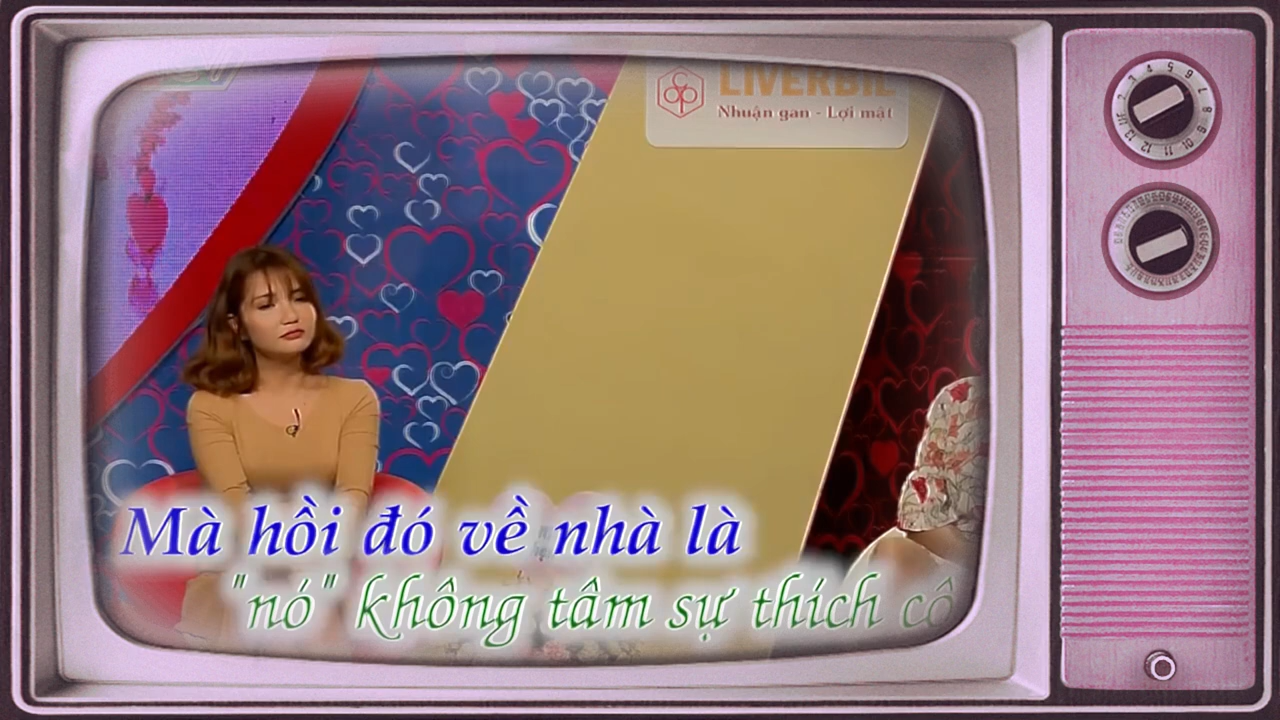 LIVERBIL
Nhuận gan - Lợi mật
Mà hồi đó về nhà là
"nó" không tâm sự thích cô